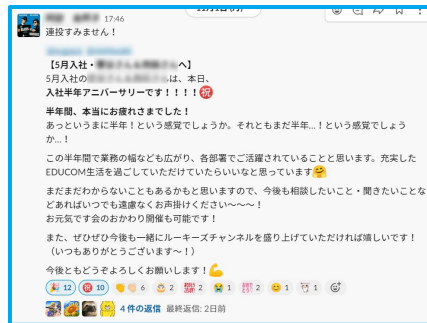 17:46
連投すみません！
【5月入社・
へ】
5月入社の
は、本日、
入社半年アニバーサリーです！！！！㊗
半年間、本当にお疲れさまでした！
あっというまに半年！という感覚でしょうか。それともまだ半年…！という感覚でしょう
か…！
この半年間で業務の幅なども広がり、各部署でご活躍されていることと思います。充実した
EDUCOM生活を過ごしていただけていたらいいなと思っています🤗
まだまだわからないこともあるかもと思いますので、今後も相談したいこと・聞きたいことな
どあればいつでも遠慮なくお声掛けください〜〜〜！
お元気です会のおかわり開催も可能です！
また、ぜひぜひ今後も一緒にルーキーズチャンネルを盛り上げていただければ嬉しいです！
（いつもありがとうございます〜！）
今後ともどうぞよろしくお願いします！💪
🎉 12 ㊗ 10 👏 6 2 2 😭 1 2 😊 1 1
4 件の返信 最終返信: 2日前